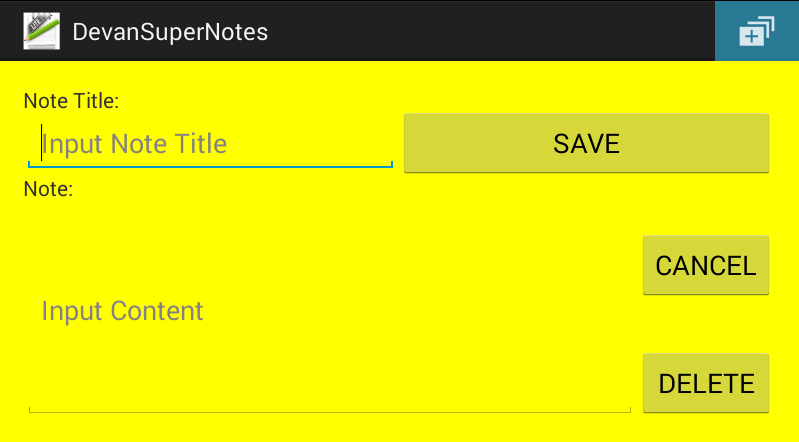 DevanSuperNotes
Note Title:
Input Note Title
SAVE
Note:
CANCEL
Input Content
DELETE